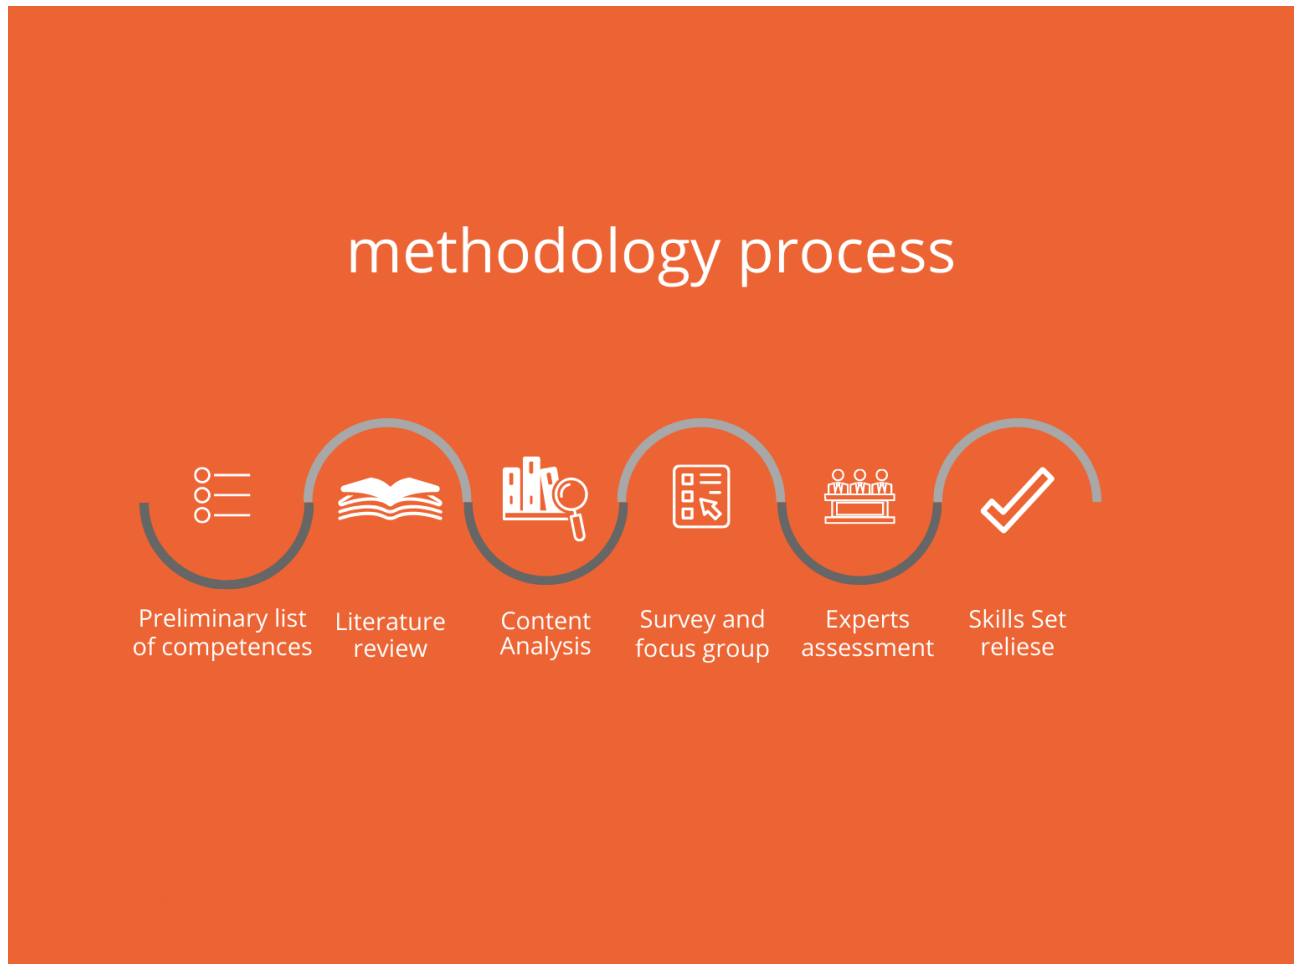 methodology process
Preliminary list
of competences
Literature
review
Content
Analysis
Survey and
focus group
Experts
assessment
Skills Set
reliese